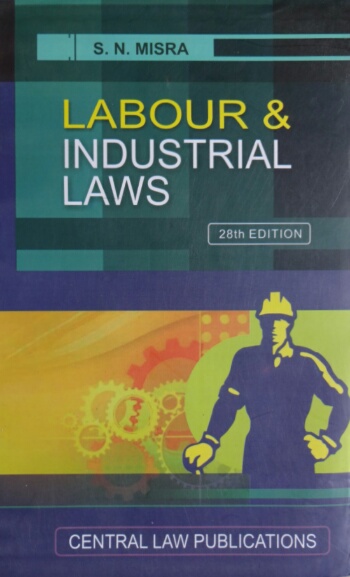 S. N. MISRA
LABOUR &
INDUSTRIAL
LAWS
28th EDITION
CENTRAL LAW PUBLICATIONS